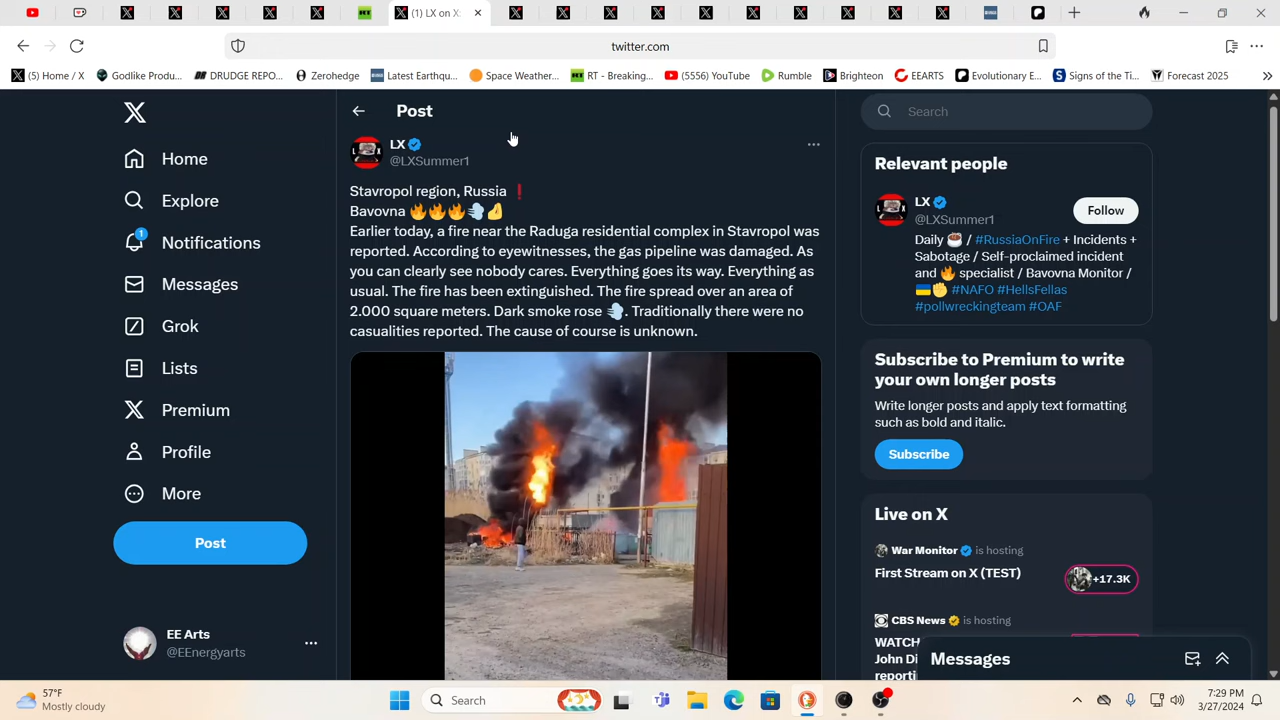 (1) LX on X
twitter.com
(5) Home / X
Godlike Produ...
DRUDGE REPO...
Zerohedge
Latest Earthqu...
Space Weather...
RT - Breaking...
(5556) YouTube
Rumble
Brighteon
EEARTS
Evolutionary E...
Signs of the Ti...
Forecast 2025
Home
Explore
1
Notifications
Messages
Grok
Lists
Premium
Profile
More
Post
EE Arts
@EEnergyarts
Post
LX
@LXSummer1
Stavropol region, Russia ❗
Bavovna 🔥🔥🔥💨🤌
Earlier today, a fire near the Raduga residential complex in Stavropol was
reported. According to eyewitnesses, the gas pipeline was damaged. As
you can clearly see nobody cares. Everything goes its way. Everything as
usual. The fire has been extinguished. The fire spread over an area of
2.000 square meters. Dark smoke rose 💨. Traditionally there were no
casualities reported. The cause of course is unknown.
Search
Relevant people
LX
@LXSummer1
Follow
Daily ☕ / #RussiaOnFire + Incidents +
Sabotage / Self-proclaimed incident
and 🔥 specialist / Bavovna Monitor /
🇺🇦✊ #NAFO #HellsFellas
#pollwreckingteam #OAF
Subscribe to Premium to write
your own longer posts
Write longer posts and apply text formatting
such as bold and italic.
Subscribe
Live on X
War Monitor is hosting
First Stream on X (TEST)
+17.3K
CBS News is hosting
WATCH
John Di
reporti
Messages
57°F
Mostly cloudy
Search
7:29 PM
3/27/2024